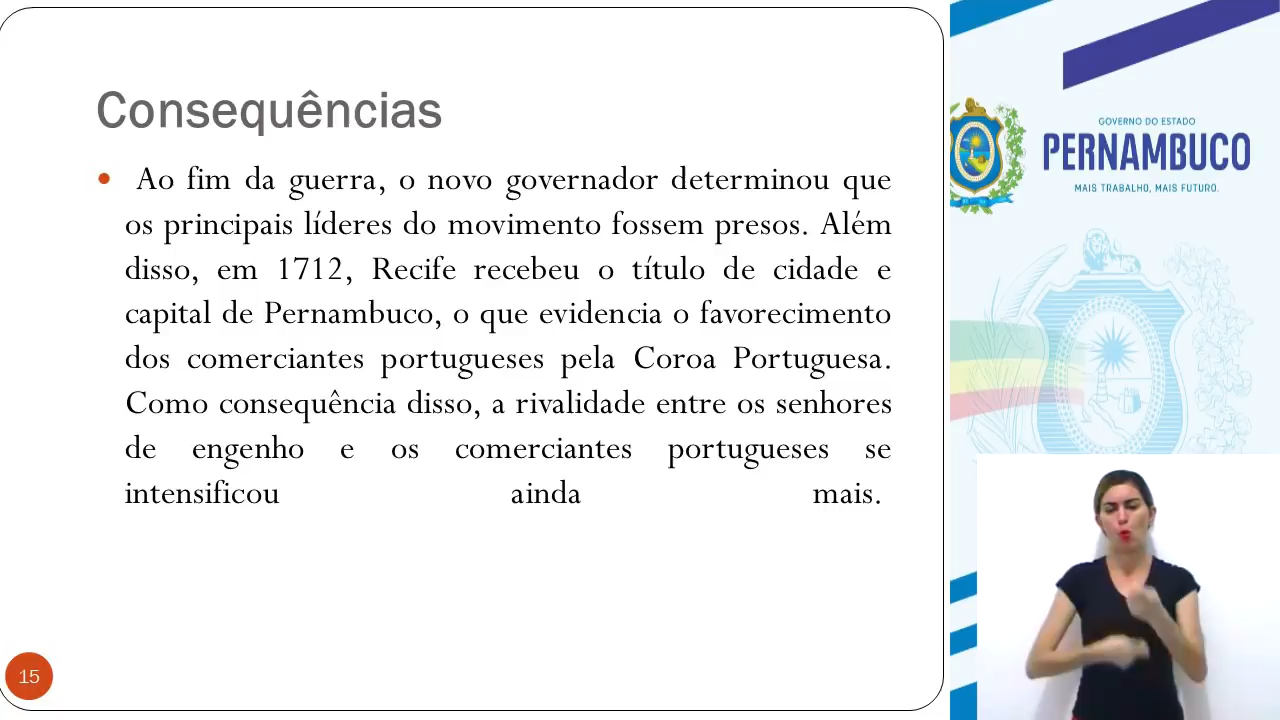 Consequências
• Ao fim da guerra, o novo governador determinou que
os principais líderes do movimento fossem presos. Além
disso, em 1712, Recife recebeu o título de cidade e
capital de Pernambuco, o que evidencia o favorecimento
dos comerciantes portugueses pela Coroa Portuguesa.
Como consequência disso, a rivalidade entre os senhores
de engenho e os comerciantes portugueses se
intensificou ainda mais.
15
GOVERNO DO ESTADO
PERNAMBUCO
MAIS TRABALHO, MAIS FUTURO.